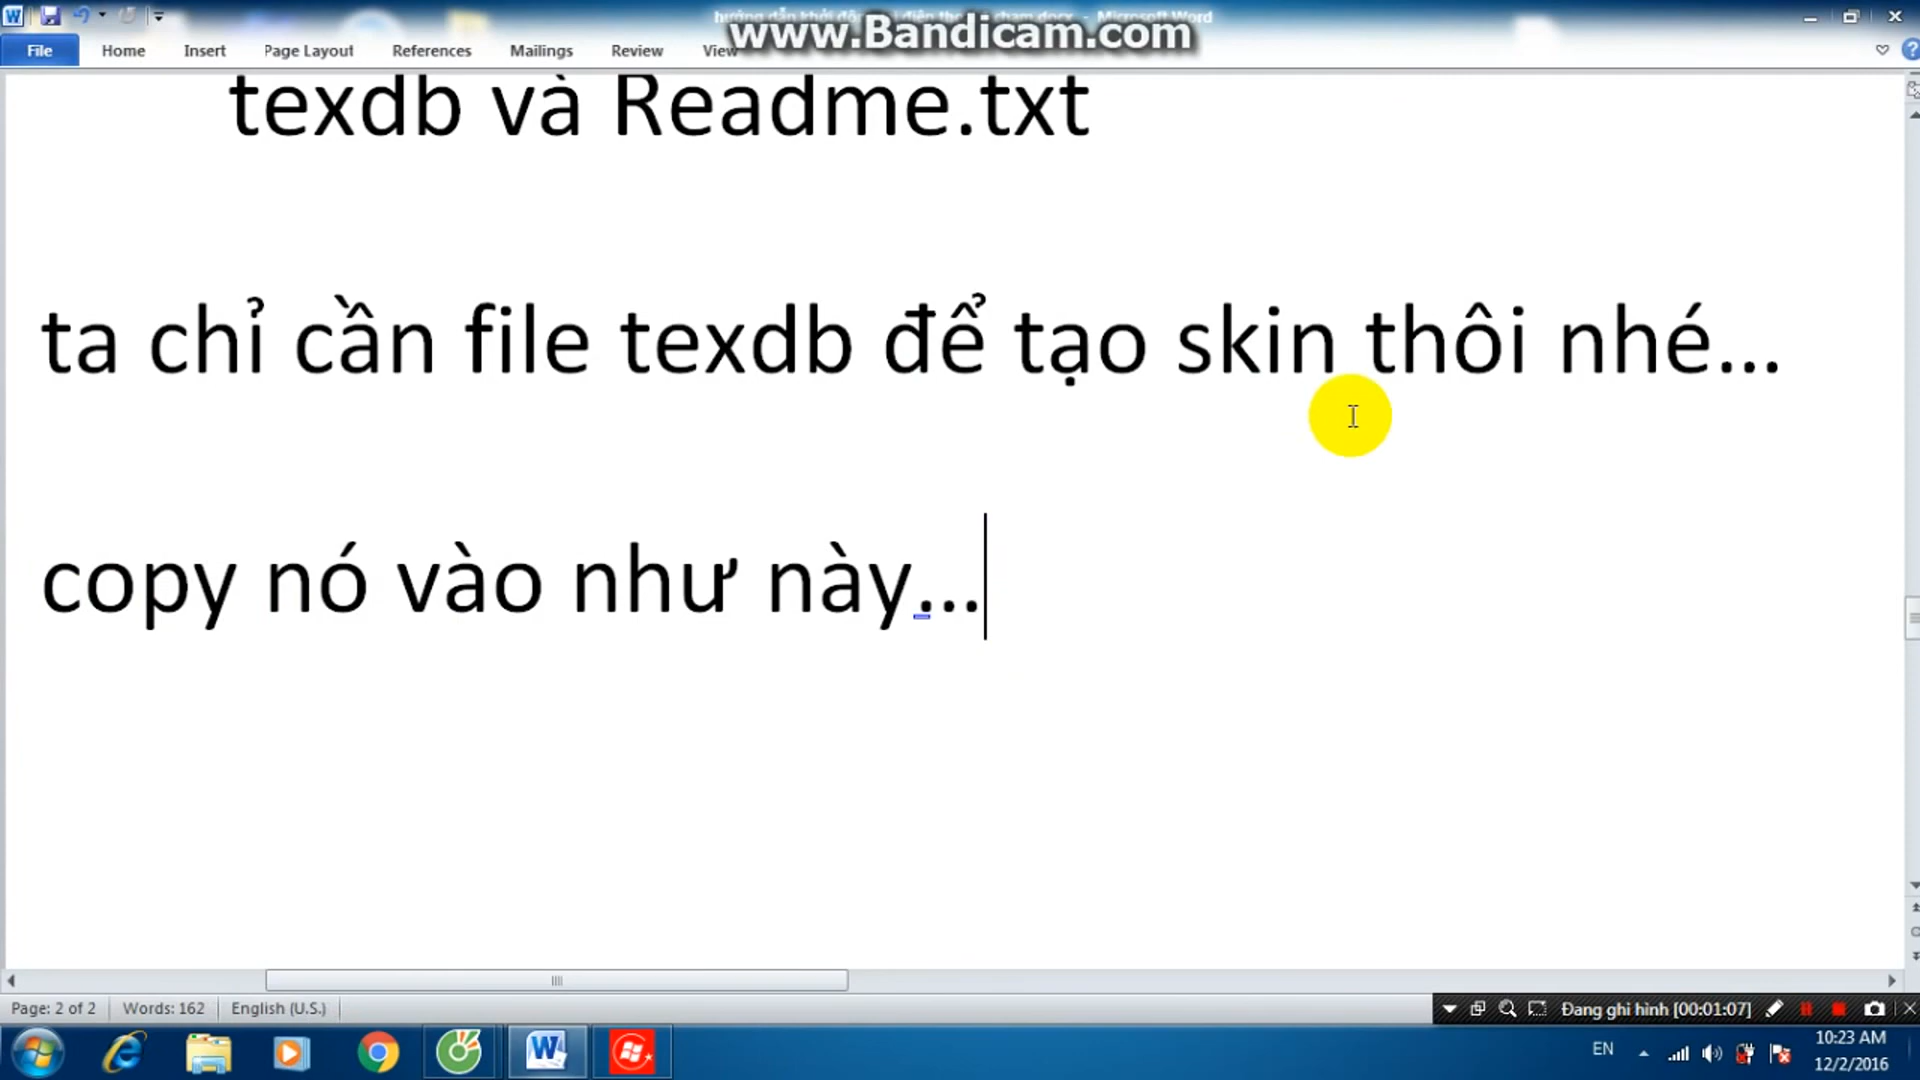 www.Bandicam.com
File Home Insert Page Layout References Mailings Review View
texdb và Readme.txt
ta chỉ cần file texdb để tạo skin thôi nhé...
copy nó vào như này...
Page: 2 of 2 Words: 162 English (U.S.)
Đang ghi hình [00:01:07]
EN
10:23 AM
12/2/2016